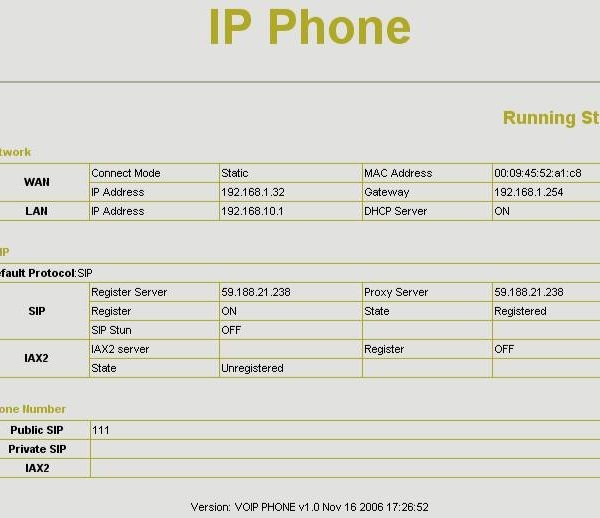 IP Phone
Running St
twork
WAN Connect Mode Static MAC Address 00:09:45:52:a1:c8
IP Address 192.168.1.32 Gateway 192.168.1.254
LAN IP Address 192.168.10.1 DHCP Server ON
IP
efault Protocol:SIP
SIP Register Server 59.188.21.238 Proxy Server 59.188.21.238
Register ON State Registered
SIP Stun OFF
IAX2 IAX2 server Register OFF
State Unregistered
one Number
Public SIP 111
Private SIP
IAX2
Version: VOIP PHONE v1.0 Nov 16 2006 17:26:52